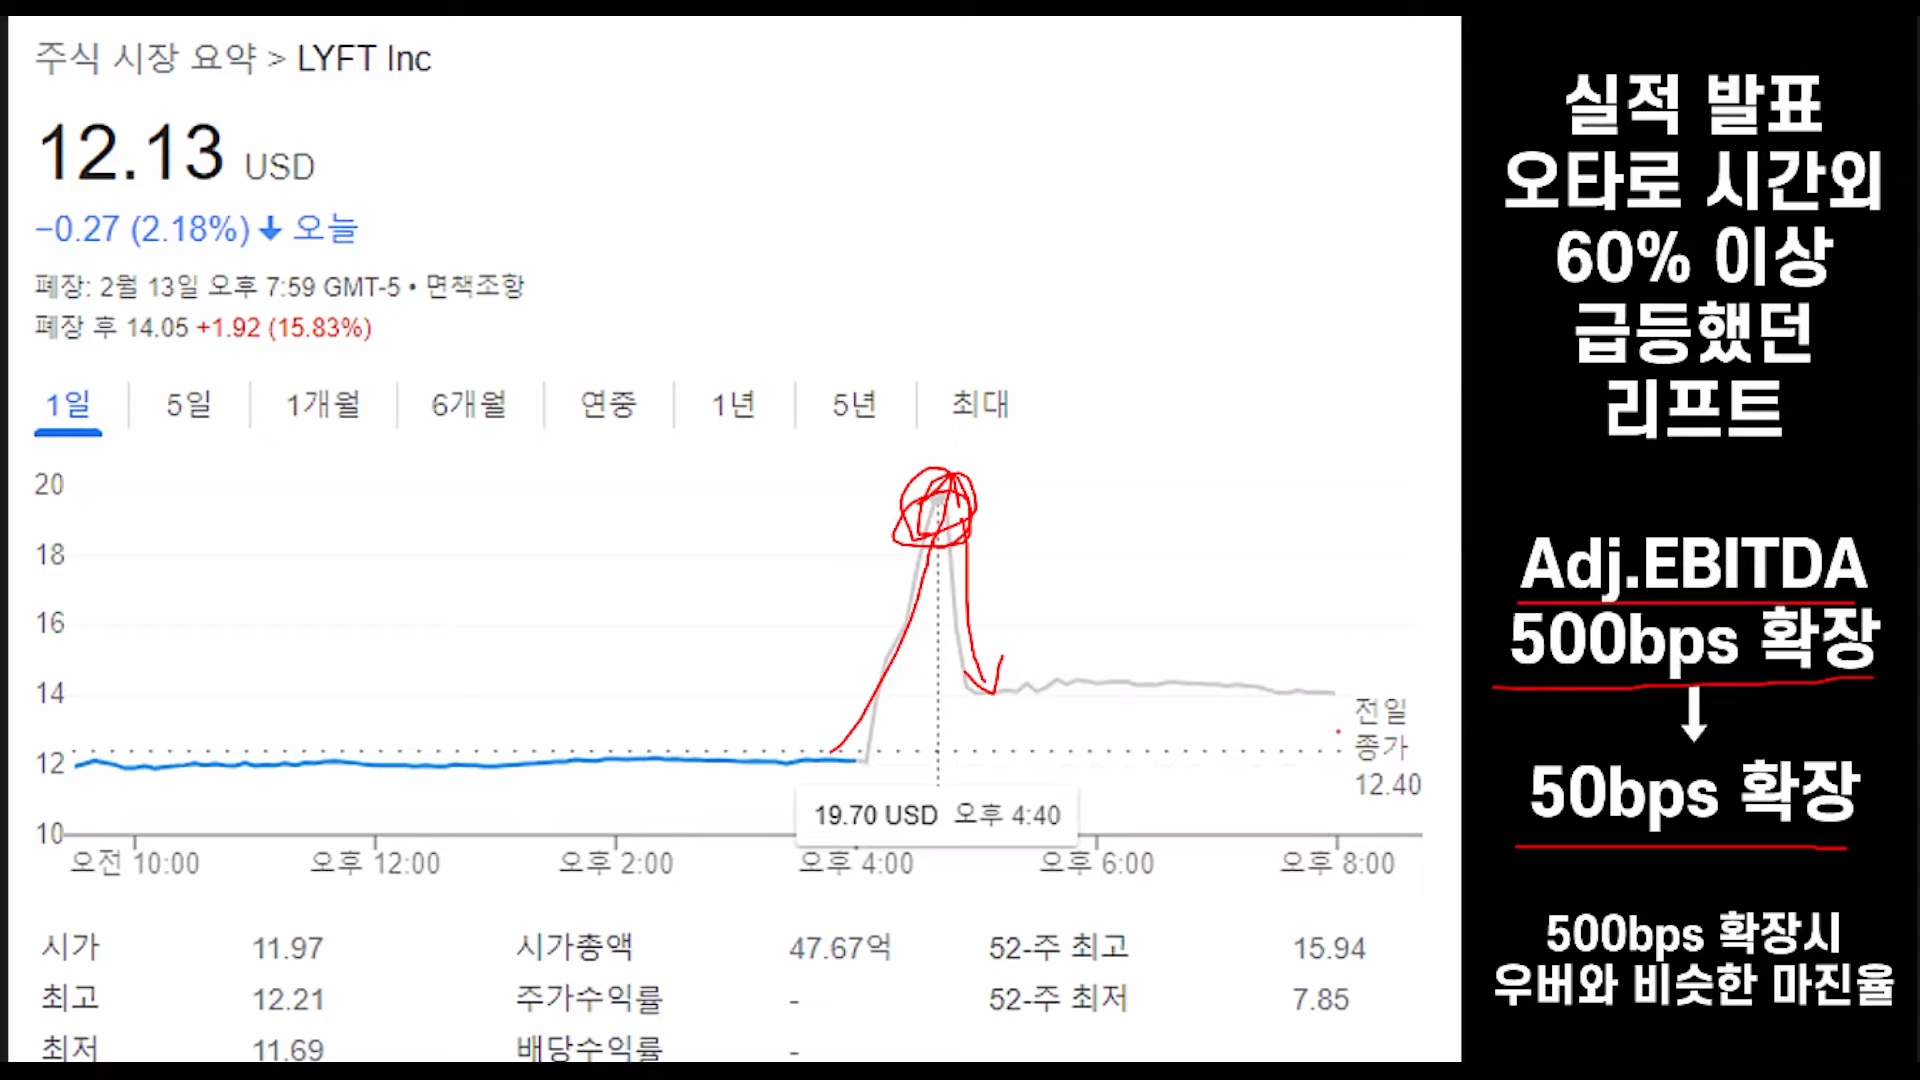 주식 시장 요약 > LYFT Inc
12.13 USD
−0.27 (2.18%) ↓ 오늘
폐장: 2월 13일 오후 7:59 GMT-5 • 면책조항
폐장 후 14.05 +1.92 (15.83%)
1일 5일 1개월 6개월 연중 1년 5년 최대
20
18
16
14
12
10
전일
종가
12.40
19.70 USD 오후 4:40
오전 10:00 오후 12:00 오후 2:00 오후 4:00 오후 6:00 오후 8:00
시가 11.97 시가총액 47.67억 52-주 최고 15.94
최고 12.21 주가수익률 - 52-주 최저 7.85
최저 11.69 배당수익률 -
실적 발표
오타로 시간외
60% 이상
급등했던
리프트
Adj.EBITDA
500bps 확장
↓
50bps 확장
500bps 확장시
우버와 비슷한 마진율